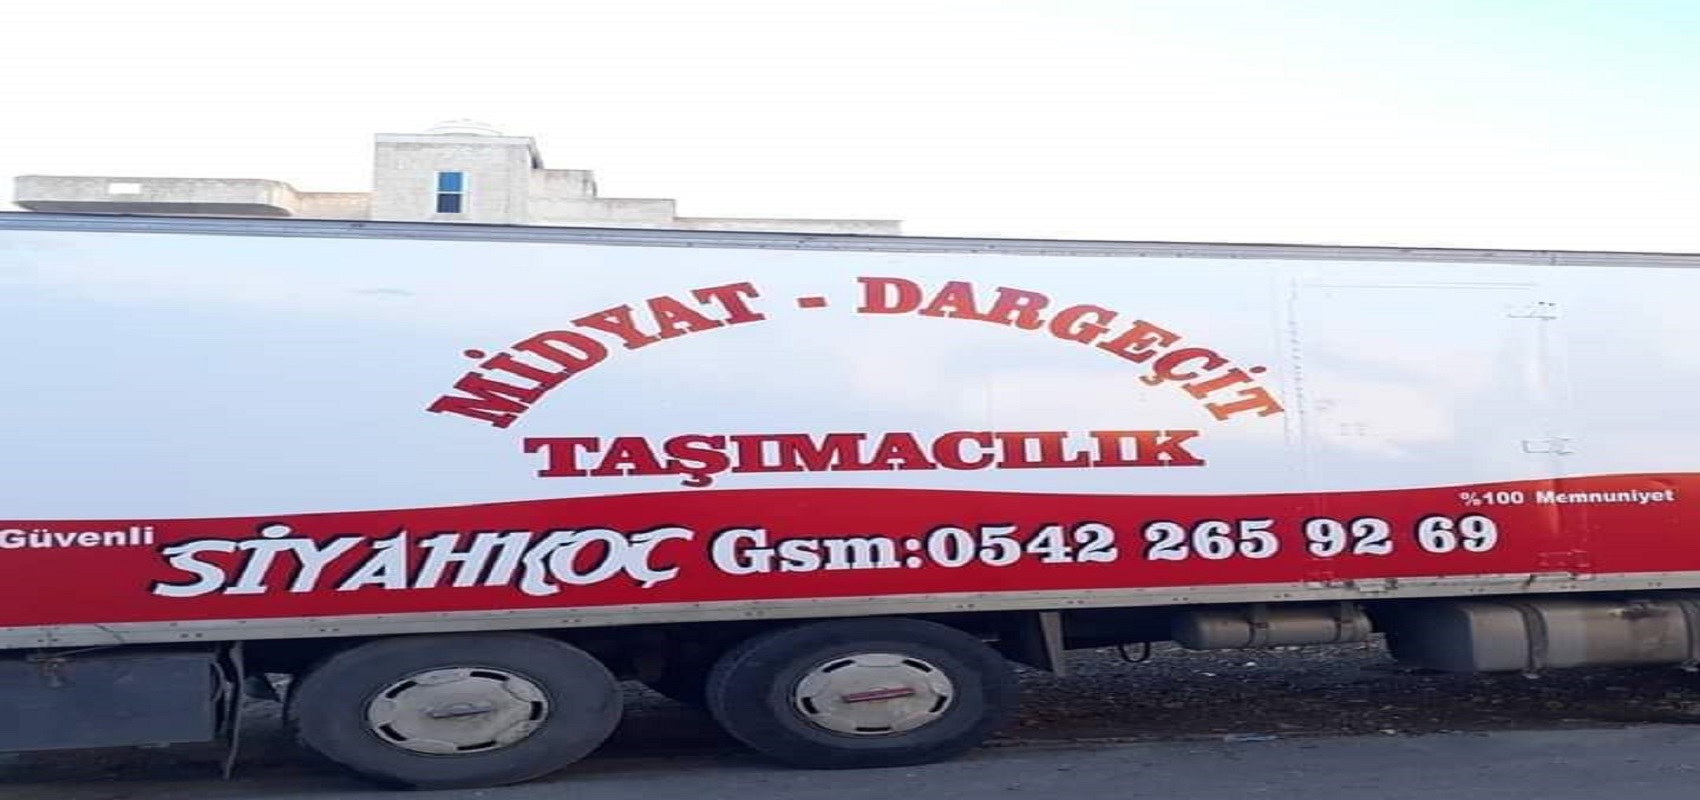 MİDYAT - DARGEÇİT
TAŞIMACILIK
%100 Memnuniyet
Güvenli
SİYAHKOÇ Gsm:0542 265 92 69